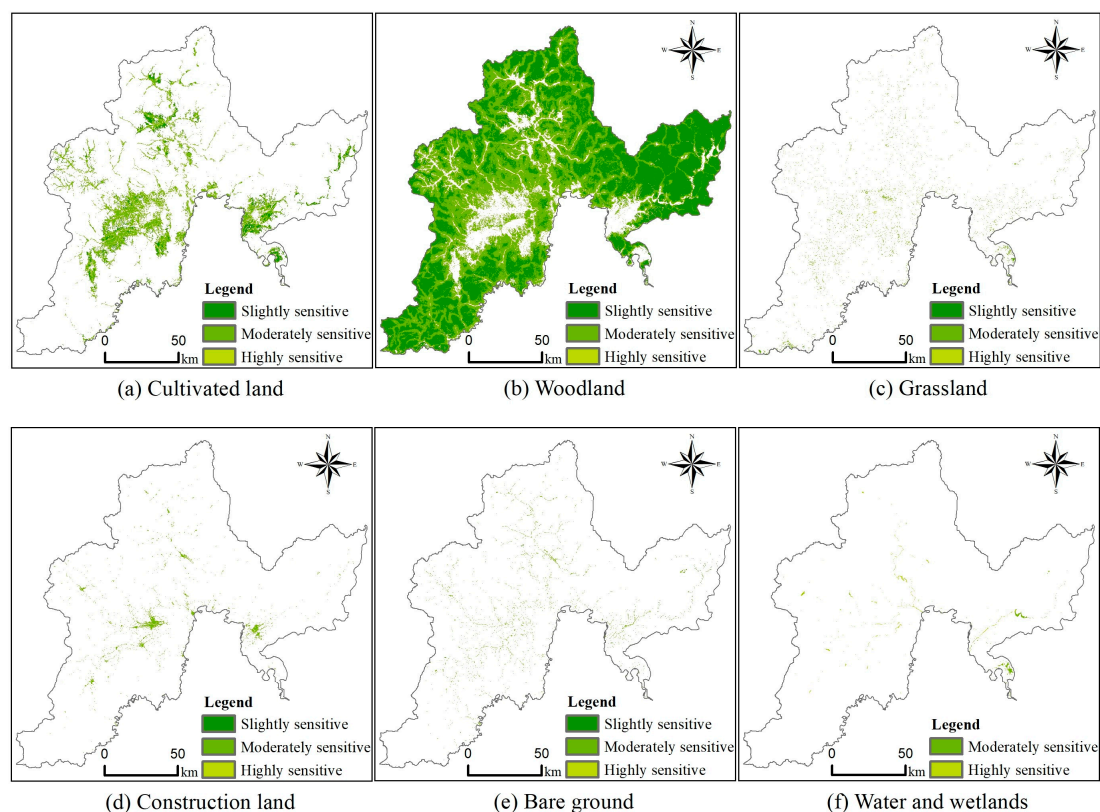 N
W E
S
Legend
Slightly sensitive
Moderately sensitive
Highly sensitive
0 50
km
(a) Cultivated land
N
W E
S
Legend
Slightly sensitive
Moderately sensitive
Highly sensitive
0 50
km
(b) Woodland
N
W E
S
Legend
Slightly sensitive
Moderately sensitive
Highly sensitive
0 50
km
(c) Grassland
N
W E
S
Legend
Slightly sensitive
Moderately sensitive
Highly sensitive
0 50
km
(d) Construction land
N
W E
S
Legend
Slightly sensitive
Moderately sensitive
Highly sensitive
0 50
km
(e) Bare ground
N
W E
S
Legend
Moderately sensitive
Highly sensitive
0 50
km
(f) Water and wetlands